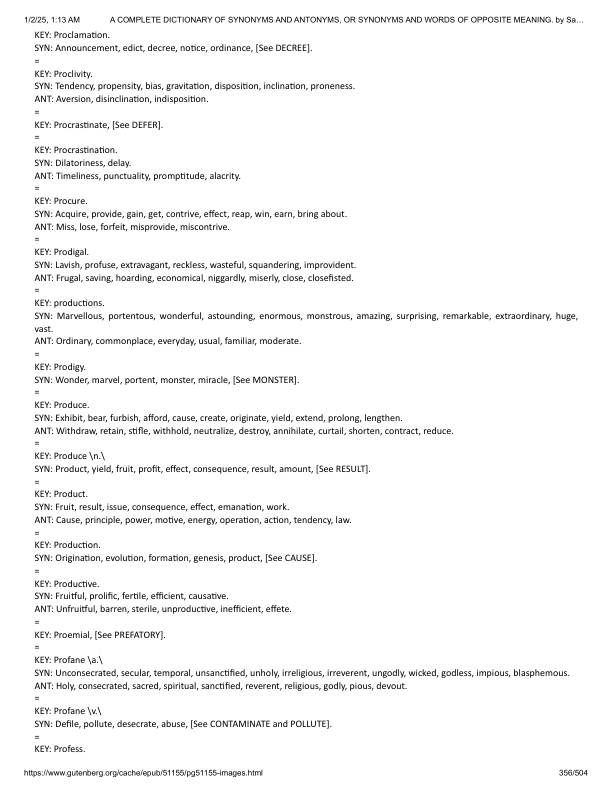 1/2/25, 1:13 AM A COMPLETE DICTIONARY OF SYNONYMS AND ANTONYMS, OR SYNONYMS AND WORDS OF OPPOSITE MEANING. by Sa…
KEY: Proclamation.
SYN: Announcement, edict, decree, notice, ordinance, [See DECREE].
=
KEY: Proclivity.
SYN: Tendency, propensity, bias, gravitation, disposition, inclination, proneness.
ANT: Aversion, disinclination, indisposition.
=
KEY: Procrastinate, [See DEFER].
=
KEY: Procrastination.
SYN: Dilatoriness, delay.
ANT: Timeliness, punctuality, promptitude, alacrity.
=
KEY: Procure.
SYN: Acquire, provide, gain, get, contrive, effect, reap, win, earn, bring about.
ANT: Miss, lose, forfeit, misprovide, miscontrive.
=
KEY: Prodigal.
SYN: Lavish, profuse, extravagant, reckless, wasteful, squandering, improvident.
ANT: Frugal, saving, hoarding, economical, niggardly, miserly, close, closefisted.
=
KEY: productions.
SYN: Marvellous, portentous, wonderful, astounding, enormous, monstrous, amazing, surprising, remarkable, extraordinary, huge,
vast.
ANT: Ordinary, commonplace, everyday, usual, familiar, moderate.
=
KEY: Prodigy.
SYN: Wonder, marvel, portent, monster, miracle, [See MONSTER].
=
KEY: Produce.
SYN: Exhibit, bear, furbish, afford, cause, create, originate, yield, extend, prolong, lengthen.
ANT: Withdraw, retain, stifle, withhold, neutralize, destroy, annihilate, curtail, shorten, contract, reduce.
=
KEY: Produce \n.\
SYN: Product, yield, fruit, profit, effect, consequence, result, amount, [See RESULT].
=
KEY: Product.
SYN: Fruit, result, issue, consequence, effect, emanation, work.
ANT: Cause, principle, power, motive, energy, operation, action, tendency, law.
=
KEY: Production.
SYN: Origination, evolution, formation, genesis, product, [See CAUSE].
=
KEY: Productive.
SYN: Fruitful, prolific, fertile, efficient, causative.
ANT: Unfruitful, barren, sterile, unproductive, inefficient, effete.
=
KEY: Proemial, [See PREFATORY].
=
KEY: Profane \a.\
SYN: Unconsecrated, secular, temporal, unsanctified, unholy, irreligious, irreverent, ungodly, wicked, godless, impious, blasphemous.
ANT: Holy, consecrated, sacred, spiritual, sanctified, reverent, religious, godly, pious, devout.
=
KEY: Profane \v.\
SYN: Defile, pollute, desecrate, abuse, [See CONTAMINATE and POLLUTE].
=
KEY: Profess.
https://www.gutenberg.org/cache/epub/51155/pg51155-images.html 356/504